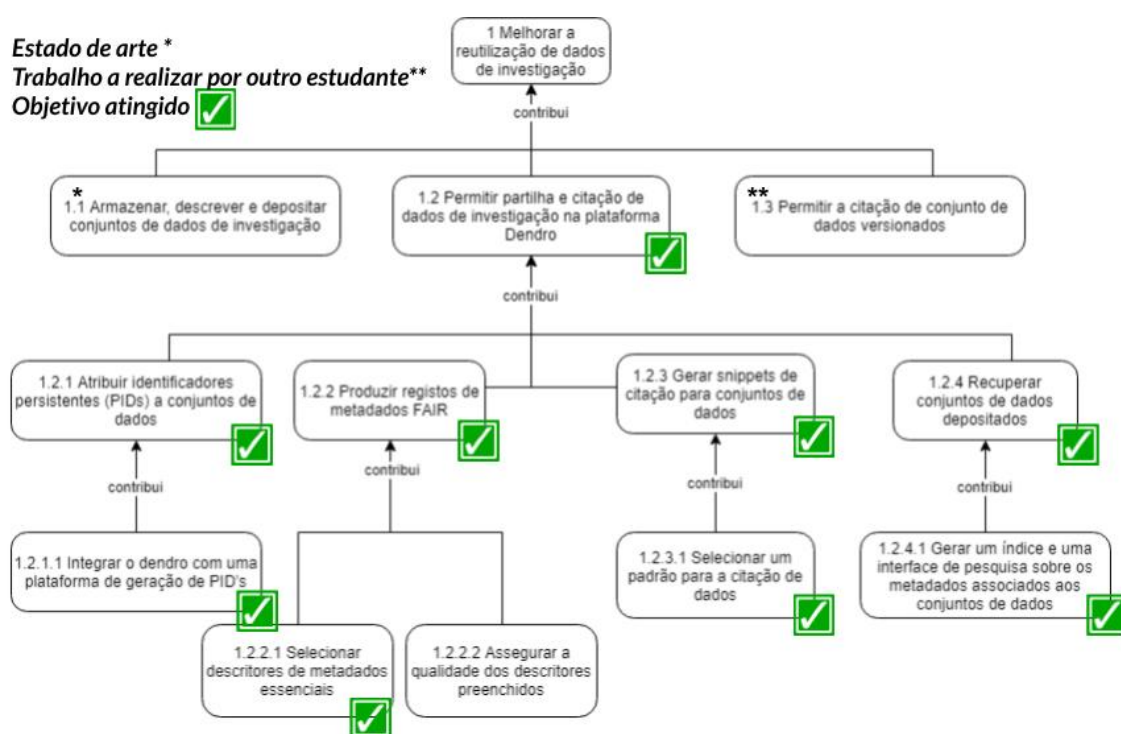 Estado de arte *
Trabalho a realizar por outro estudante**
Objetivo atingido
1 Melhorar a
reutilização de dados
de investigação
contribui
*
1.1 Armazenar, descrever e depositar
conjuntos de dados de investigação
1.2 Permitir partilha e citação de
dados de investigação na plataforma
Dendro
**
1.3 Permitir a citação de conjunto de
dados versionados
contribui
1.2.1 Atribuir identificadores
persistentes (PIDs) a conjuntos de
dados
1.2.2 Produzir registos de
metadados FAIR
1.2.3 Gerar snippets de
citação para conjuntos de
dados
1.2.4 Recuperar
conjuntos de dados
depositados
contribui
contribui
contribui
contribui
1.2.1.1 Integrar o dendro com uma
plataforma de geração de PID's
1.2.3.1 Selecionar um
padrão para a citação de
dados
1.2.4.1 Gerar um índice e uma
interface de pesquisa sobre os
metadados associados aos
conjuntos de dados
1.2.2.1 Selecionar
descritores de metadados
essenciais
1.2.2.2 Assegurar a
qualidade dos descritores
preenchidos